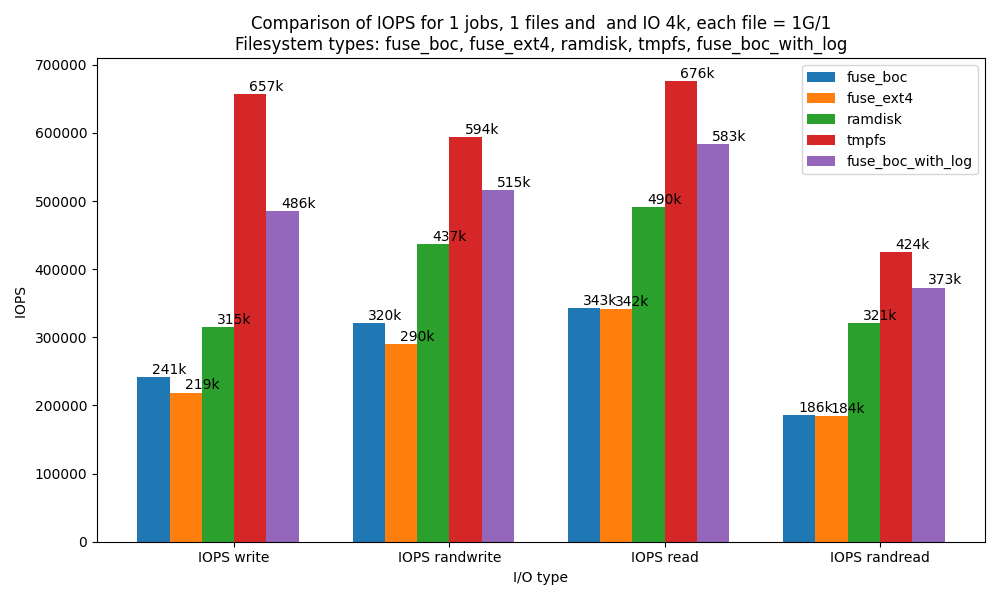 Comparison of IOPS for 1 jobs, 1 files and  and IO 4k, each file = 1G/1
Filesystem types: fuse_boc, fuse_ext4, ramdisk, tmpfs, fuse_boc_with_log
IOPS
700000
600000
500000
400000
300000
200000
100000
0
241k
219k
315k
657k
486k
320k
290k
437k
594k
515k
343k
342k
490k
676k
583k
186k
184k
321k
424k
373k
fuse_boc
fuse_ext4
ramdisk
tmpfs
fuse_boc_with_log
IOPS write
IOPS randwrite
IOPS read
IOPS randread
I/O type